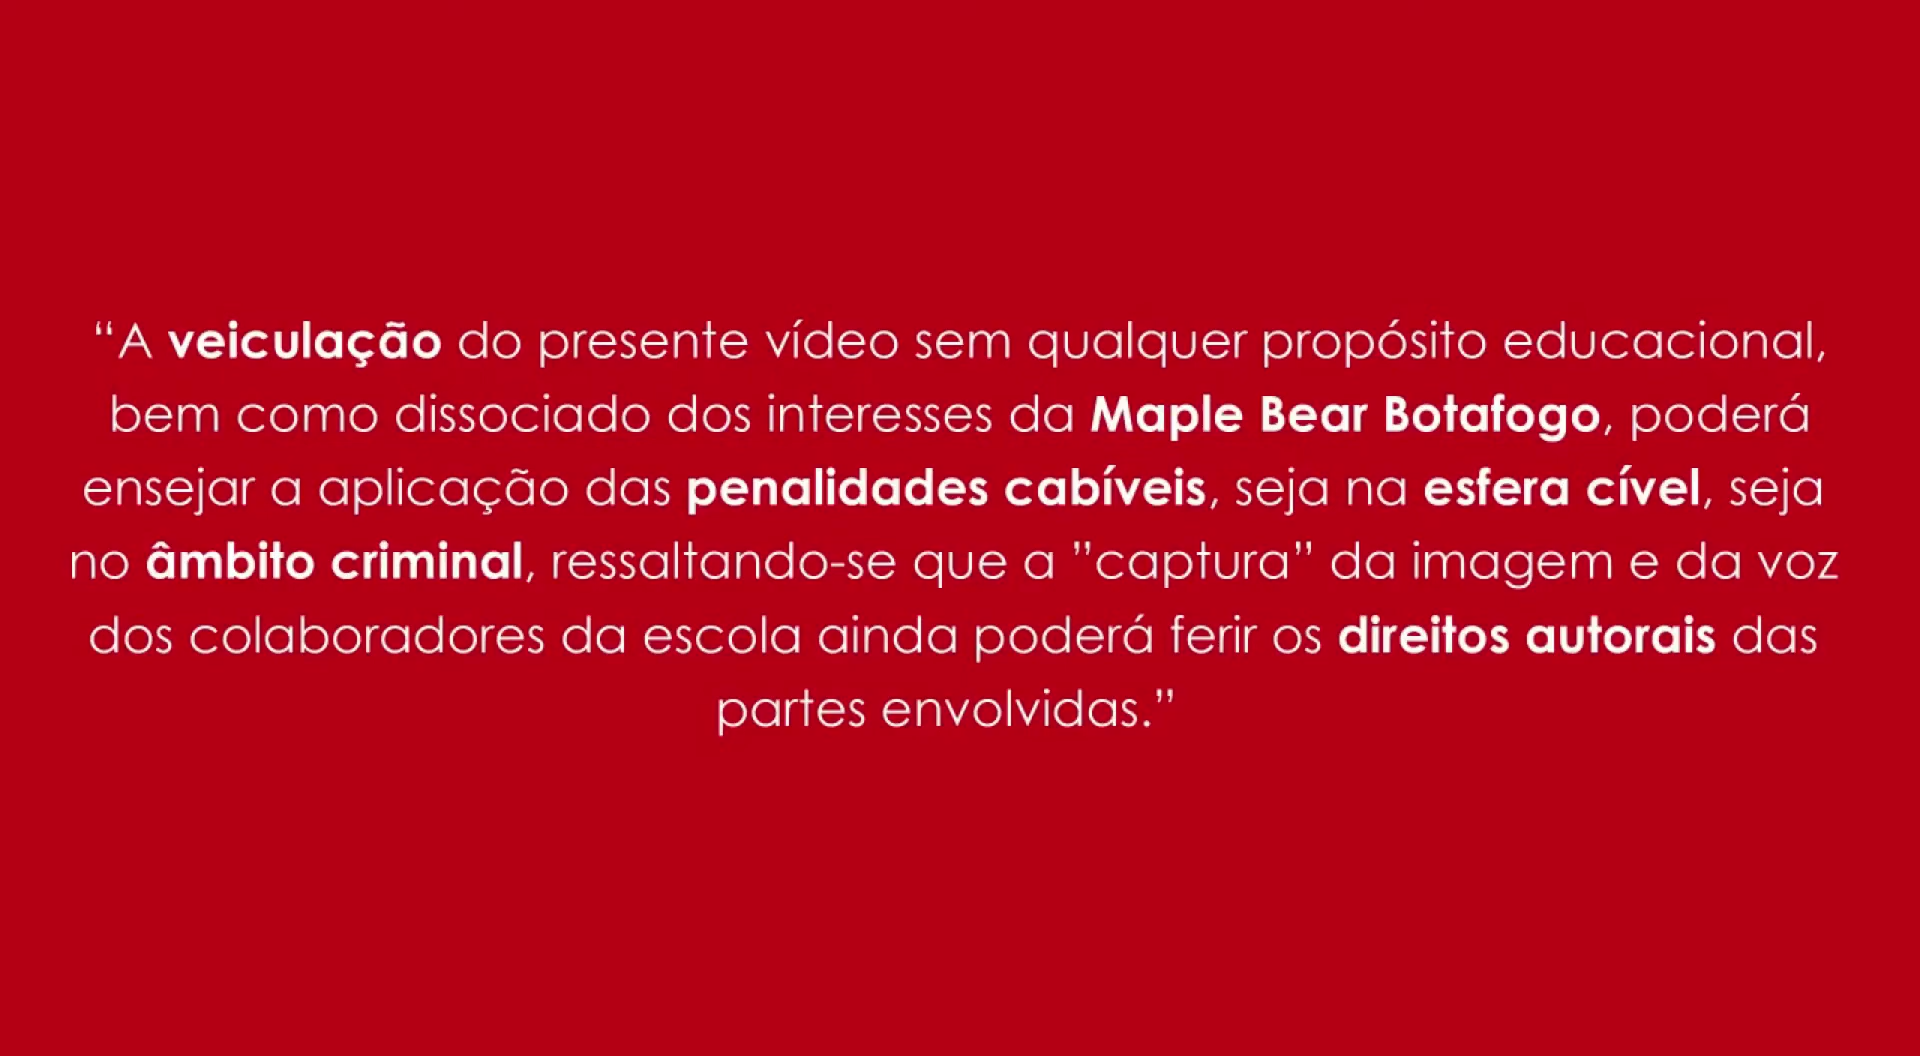 “A veiculação do presente vídeo sem qualquer propósito educacional,
bem como dissociado dos interesses da Maple Bear Botafogo, poderá
ensejar a aplicação das penalidades cabíveis, seja na esfera cível, seja
no âmbito criminal, ressaltando-se que a ”captura” da imagem e da voz
dos colaboradores da escola ainda poderá ferir os direitos autorais das
partes envolvidas.”